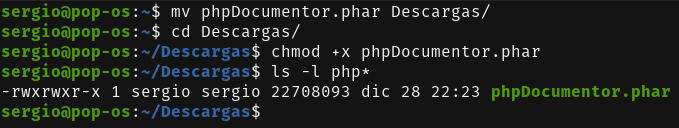 sergio@pop-os:~$ mv phpDocumentor.phar Descargas/
sergio@pop-os:~$ cd Descargas/
sergio@pop-os:~/Descargas$ chmod +x phpDocumentor.phar
sergio@pop-os:~/Descargas$ ls -l php*
-rwxrwxr-x 1 sergio sergio 22708093 dic 28 22:23 phpDocumentor.phar
sergio@pop-os:~/Descargas$